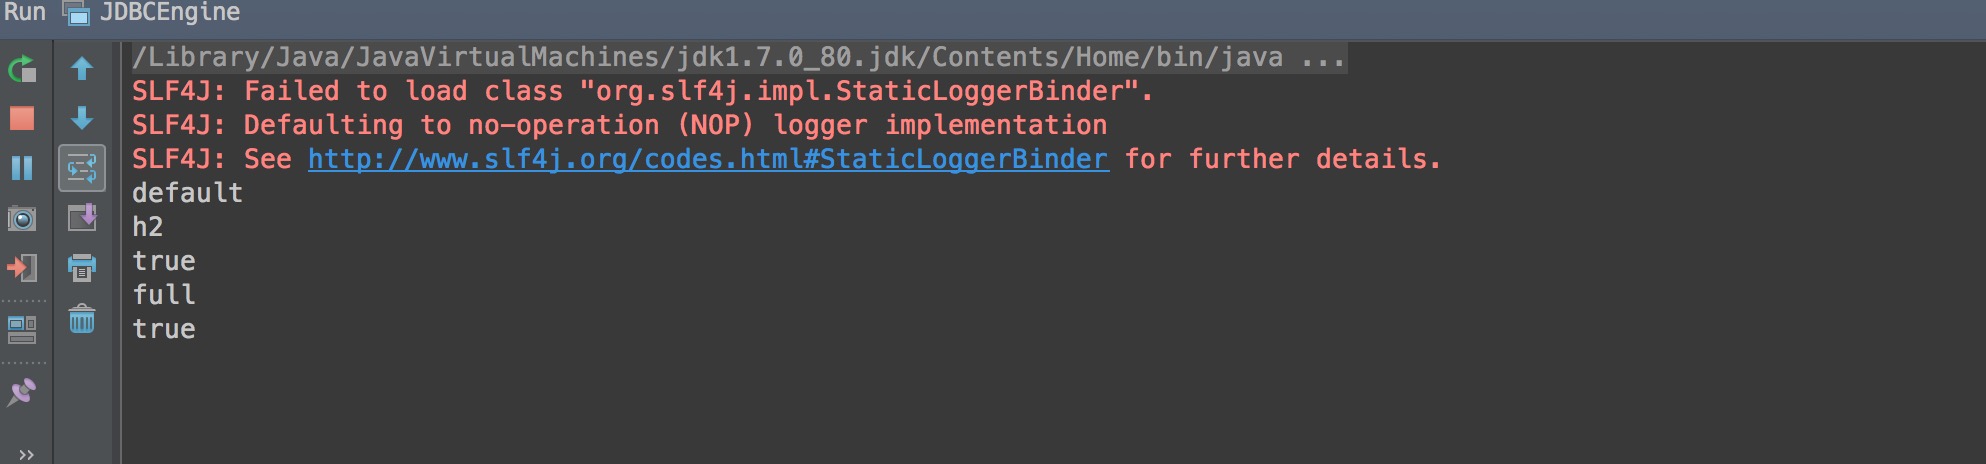 Run JDBCEngine
/Library/Java/JavaVirtualMachines/jdk1.7.0_80.jdk/Contents/Home/bin/java ...
SLF4J: Failed to load class "org.slf4j.impl.StaticLoggerBinder".
SLF4J: Defaulting to no-operation (NOP) logger implementation
SLF4J: See http://www.slf4j.org/codes.html#StaticLoggerBinder for further details.
default
h2
true
full
true